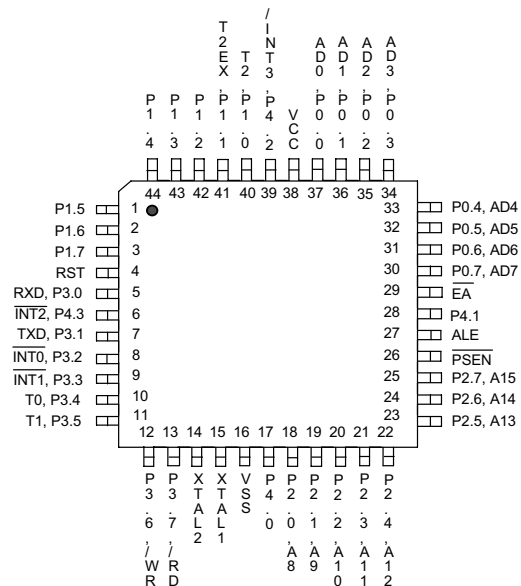 T2EX, P1.1
T2, P1.0
/INT3, P4.2
AD0, P0.0
AD1, P0.1
AD2, P0.2
AD3, P0.3
P1.4
P1.3
P1.2
VCC
44 43 42 41 40 39 38 37 36 35 34
P1.5 1
P1.6 2
P1.7 3
RST 4
RXD, P3.0 5
INT2, P4.3 6
TXD, P3.1 7
INT0, P3.2 8
INT1, P3.3 9
T0, P3.4 10
T1, P3.5 11
33 P0.4, AD4
32 P0.5, AD5
31 P0.6, AD6
30 P0.7, AD7
29 EA
28 P4.1
27 ALE
26 PSEN
25 P2.7, A15
24 P2.6, A14
23 P2.5, A13
12 13 14 15 16 17 18 19 20 21 22
P3.6, /WR
P3.7, /RD
XTAL2
XTAL1
VSS
P4.0
P2.0, A8
P2.1, A9
P2.2, A10
P2.3, A11
P2.4, A12